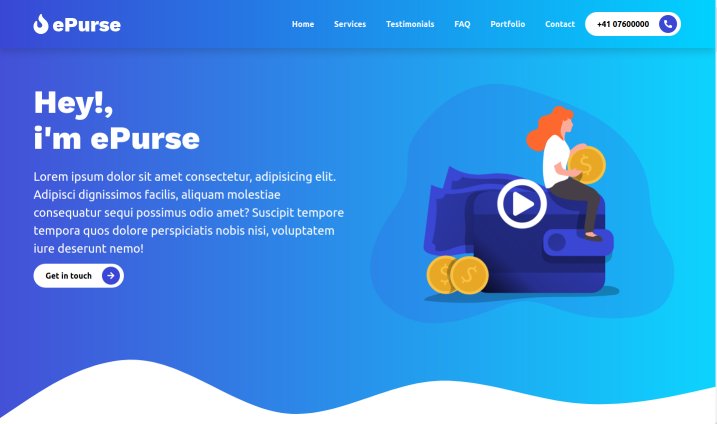 ePurse
Home Services Testimonials FAQ Portfolio Contact +41 07600000
Hey!,
i'm ePurse
Lorem ipsum dolor sit amet consectetur, adipisicing elit.
Adipisci dignissimos facilis, aliquam molestiae
consequatur sequi possimus odio amet? Suscipit tempore
tempora quos dolore perspiciatis nobis nisi, voluptatem
iure deserunt nemo!
Get in touch